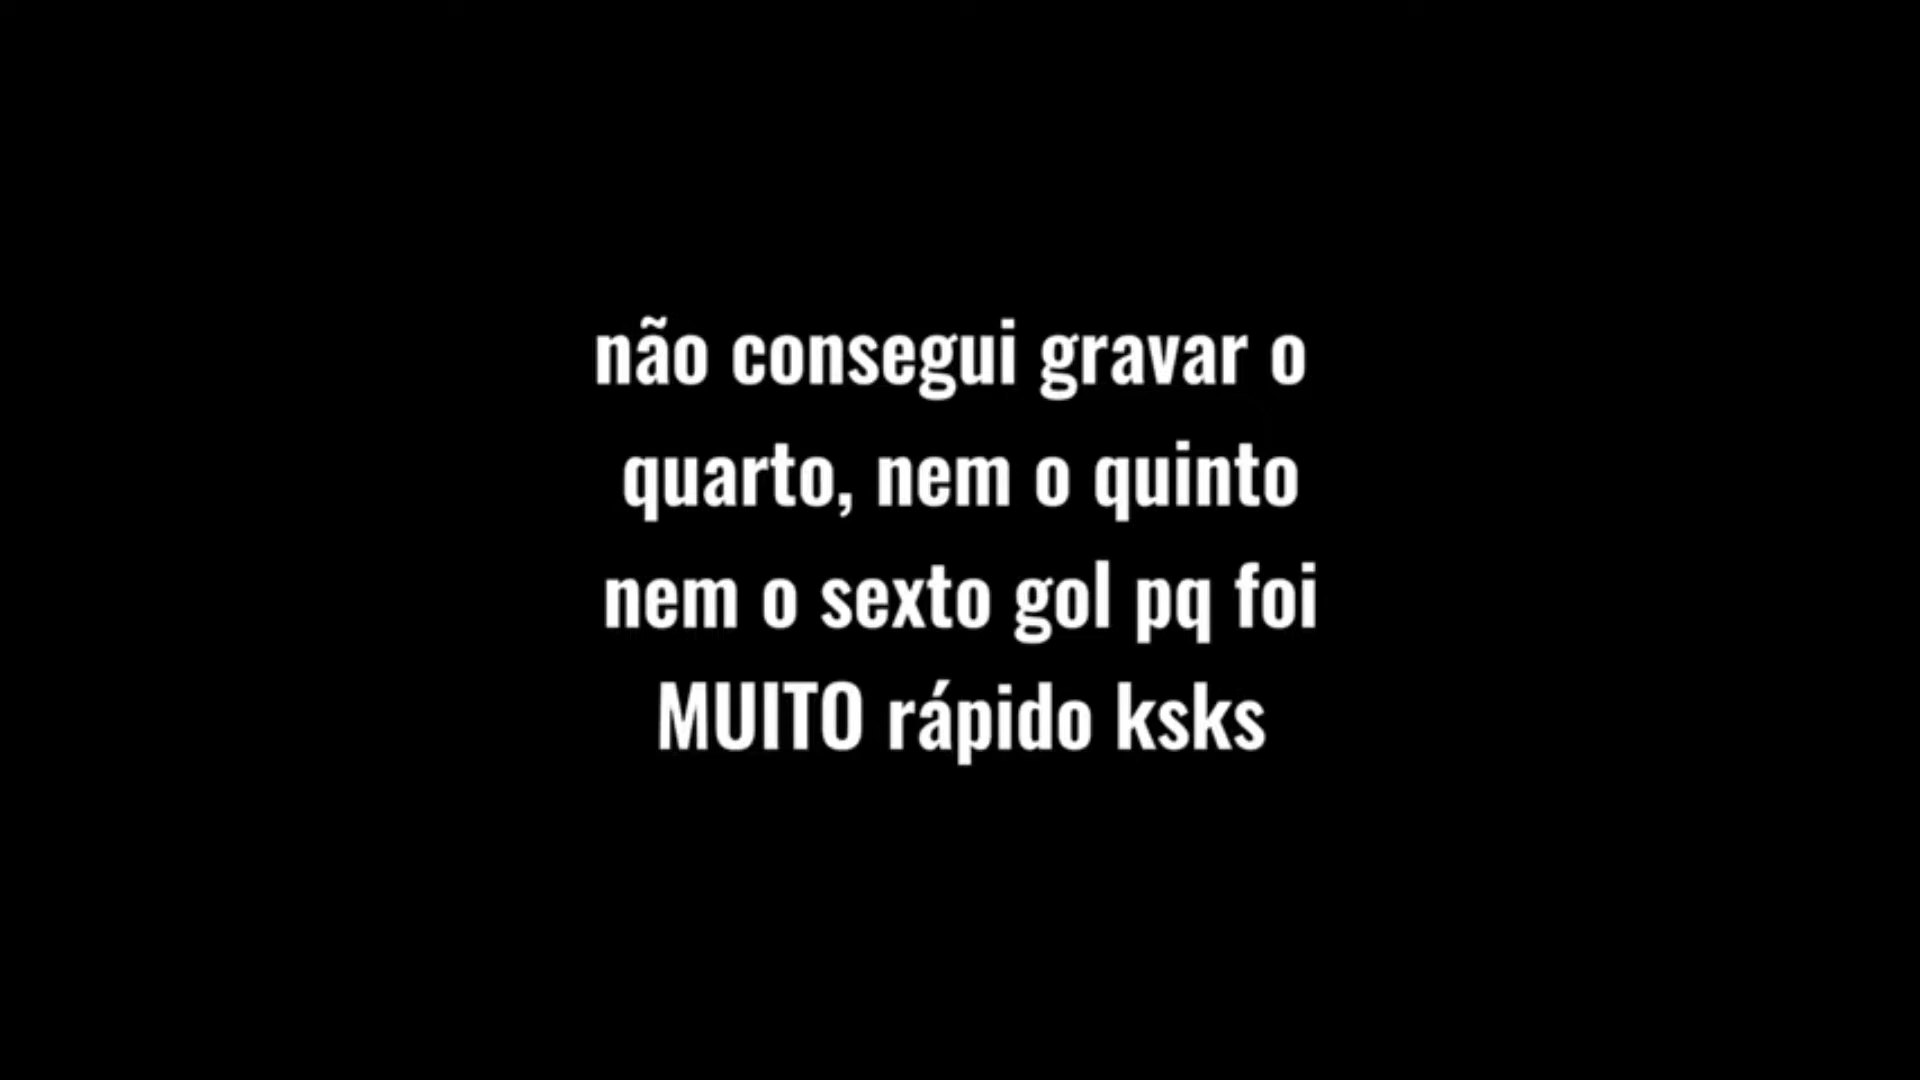 não consegui gravar o
quarto, nem o quinto
nem o sexto gol pq foi
MUITO rápido ksks